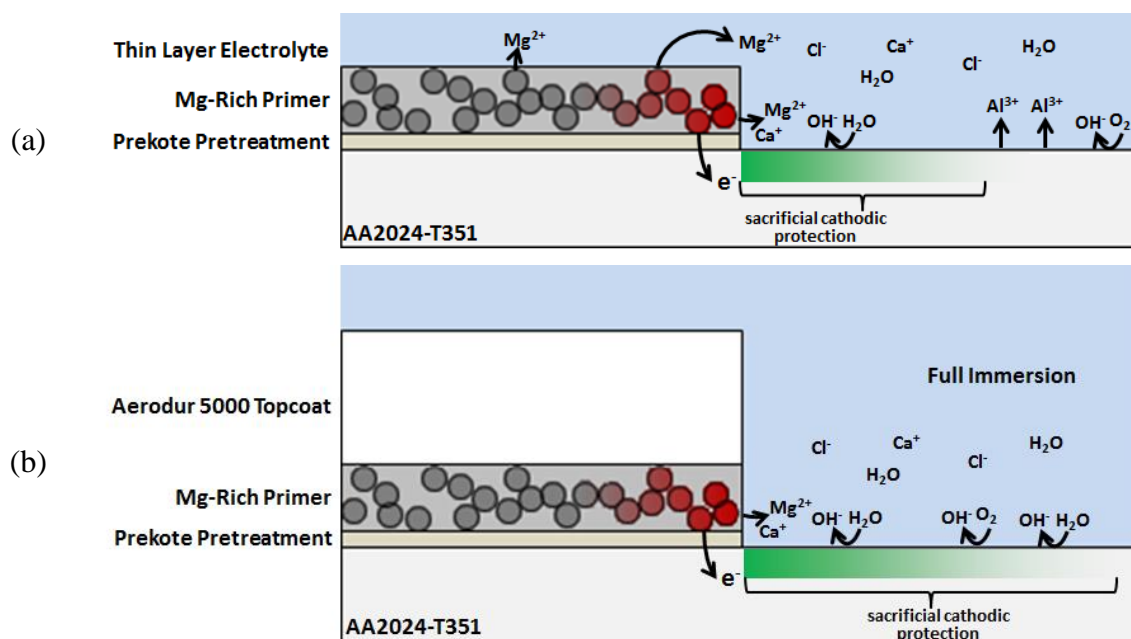 (a)
Thin Layer Electrolyte
Mg-Rich Primer
Prekote Pretreatment
Mg²⁺
Mg²⁺
Cl⁻
Ca⁺
H₂O
H₂O
Cl⁻
Mg²⁺
Ca⁺
OH⁻ H₂O
Al³⁺ Al³⁺
OH⁻ O₂
e⁻
sacrificial cathodic
protection
AA2024-T351
(b)
Aerodur 5000 Topcoat
Mg-Rich Primer
Prekote Pretreatment
Full Immersion
Cl⁻
Ca⁺
H₂O
H₂O
Cl⁻
Mg²⁺
Ca⁺
OH⁻ H₂O
OH⁻ O₂
OH⁻ H₂O
e⁻
sacrificial cathodic
protection
AA2024-T351